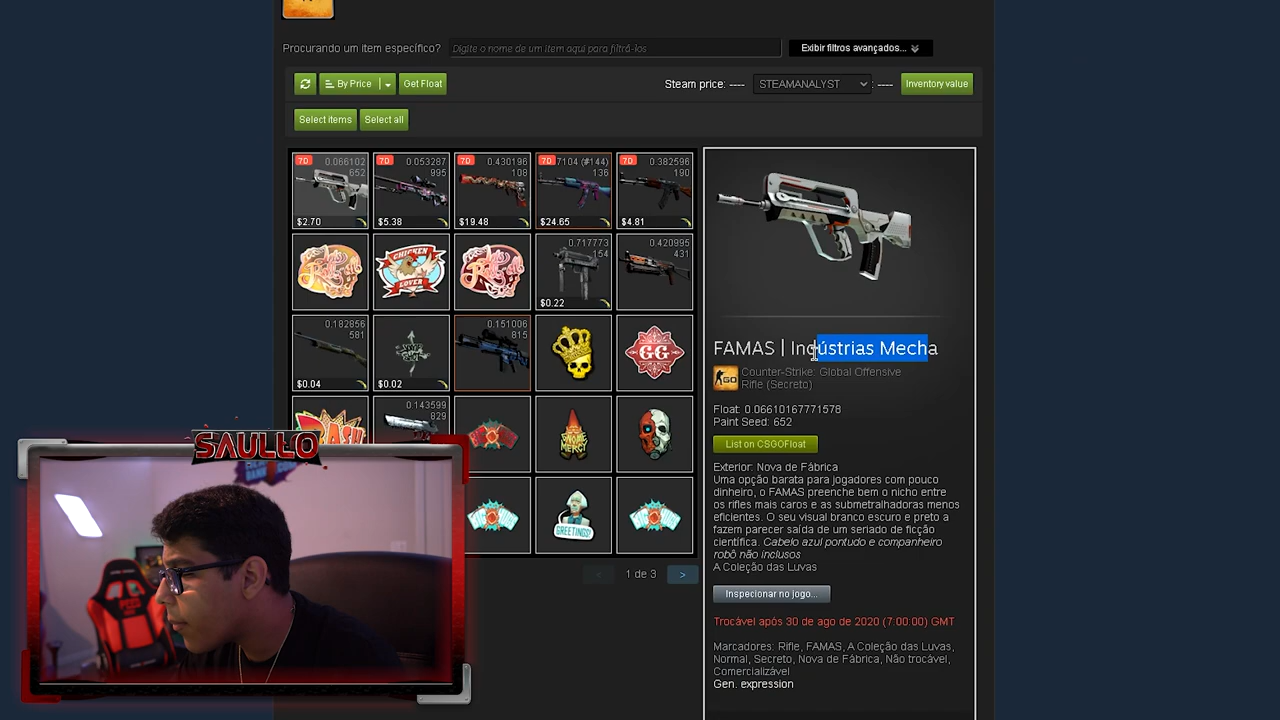 Procurando um item específico? Digite o nome de um item aqui para filtrá-los Exibir filtros avançados...
By Price Get Float Steam price: ---- STEAMANALYST : ---- Inventory value
Select items Select all
7D 0.066102 7D 0.053287 7D 0.430196 7D 7104 (#144) 7D 0.382596
652 995 108 136 190
$2.70 $5.38 $19.48 $24.65 $4.81
CHICKEN LOVER
0.717773 0.420995
154 431
$0.22
0.182856 0.151006
581 815
GG
$0.04 $0.02
FAMAS | Indústrias Mecha
Counter-Strike: Global Offensive
Rifle (Secreto)
Float: 0.06610167771578
Paint Seed: 652
List on CSGOFloat
0.143599
829
GNOME MERCY
SAULLO
Exterior: Nova de Fábrica
Uma opção barata para jogadores com pouco
dinheiro, o FAMAS preenche bem o nicho entre
os rifles mais caros e as submetralhadoras menos
eficientes. O seu visual branco escuro e preto a
fazem parecer saída de um seriado de ficção
científica. Cabelo azul pontudo e companheiro
robô não inclusos
A Coleção das Luvas
GREETINGS!
1 de 3 >
Inspecionar no jogo...
Trocável após 30 de ago de 2020 (7:00:00) GMT
Marcadores: Rifle, FAMAS, A Coleção das Luvas,
Normal, Secreto, Nova de Fábrica, Não trocável,
Comercializável
Gen. expression